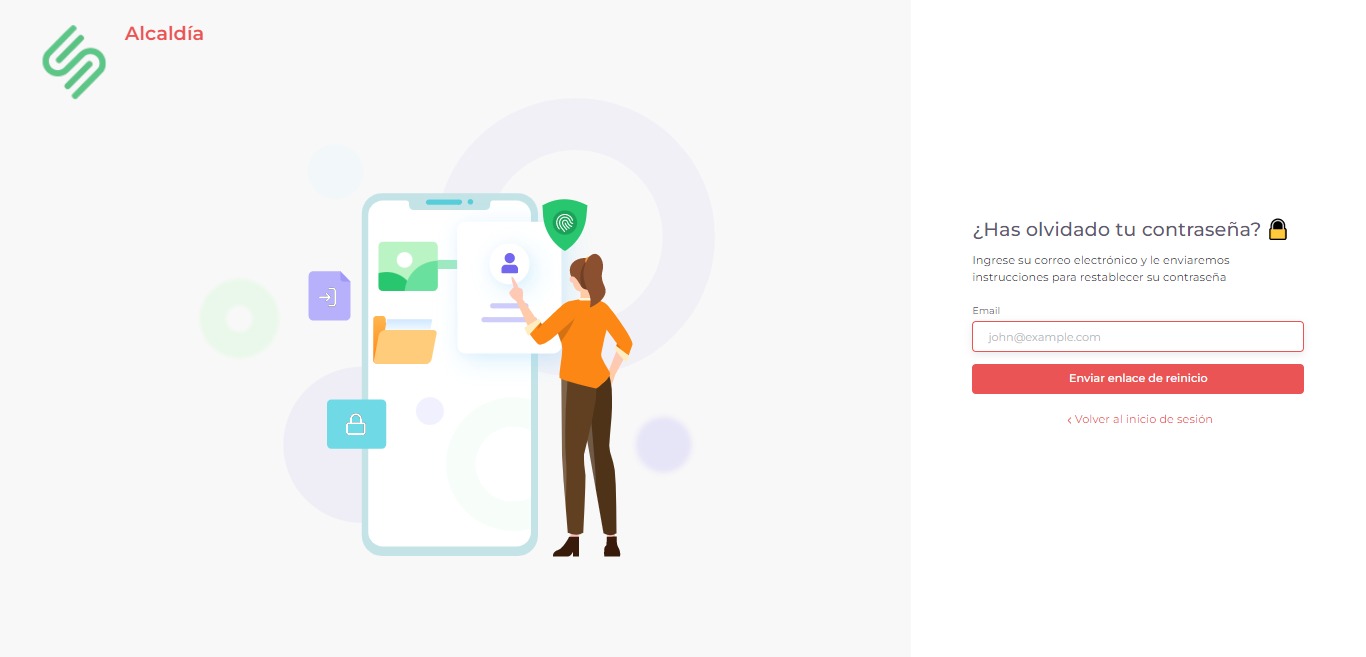 Alcaldía
¿Has olvidado tu contraseña? 🔒
Ingrese su correo electrónico y le enviaremos
instrucciones para restablecer su contraseña
Email
john@example.com
Enviar enlace de reinicio
‹ Volver al inicio de sesión